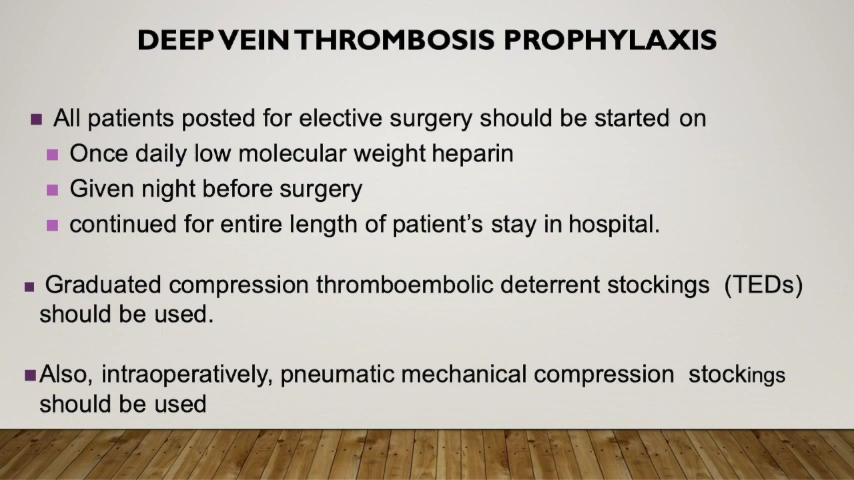 DEEP VEIN THROMBOSIS PROPHYLAXIS
All patients posted for elective surgery should be started on
Once daily low molecular weight heparin
Given night before surgery
continued for entire length of patient’s stay in hospital.
Graduated compression thromboembolic deterrent stockings (TEDs)
should be used.
Also, intraoperatively, pneumatic mechanical compression stockings
should be used